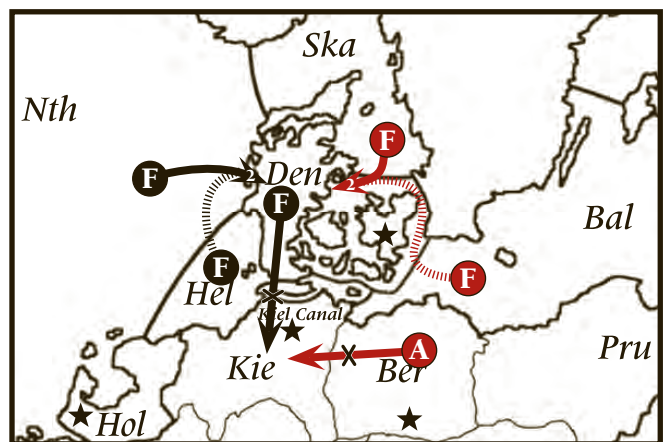 Ska
Nth
F
F
2 Den 2
F
Bal
F
Hel
F
Kiel Canal
A
Pru
Kie
Ber
Hol